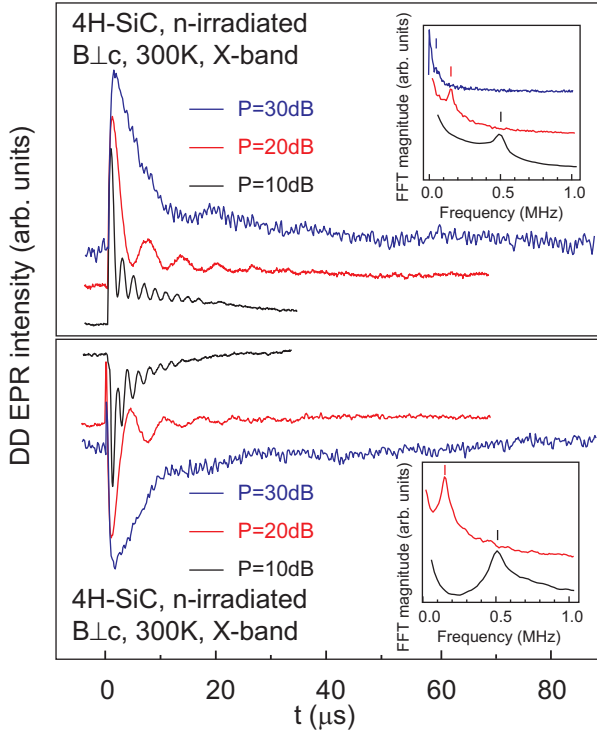 4H-SiC, n-irradiated
B⊥c, 300K, X-band
P=30dB
P=20dB
P=10dB
FFT magnitude (arb. units)
0.0 0.5 1.0
Frequency (MHz)
DD EPR intensity (arb. units)
P=30dB
P=20dB
P=10dB
4H-SiC, n-irradiated
B⊥c, 300K, X-band
FFT magnitude (arb. units)
0.0 0.5 1.0
Frequency (MHz)
0 20 40 60 80
t (μs)